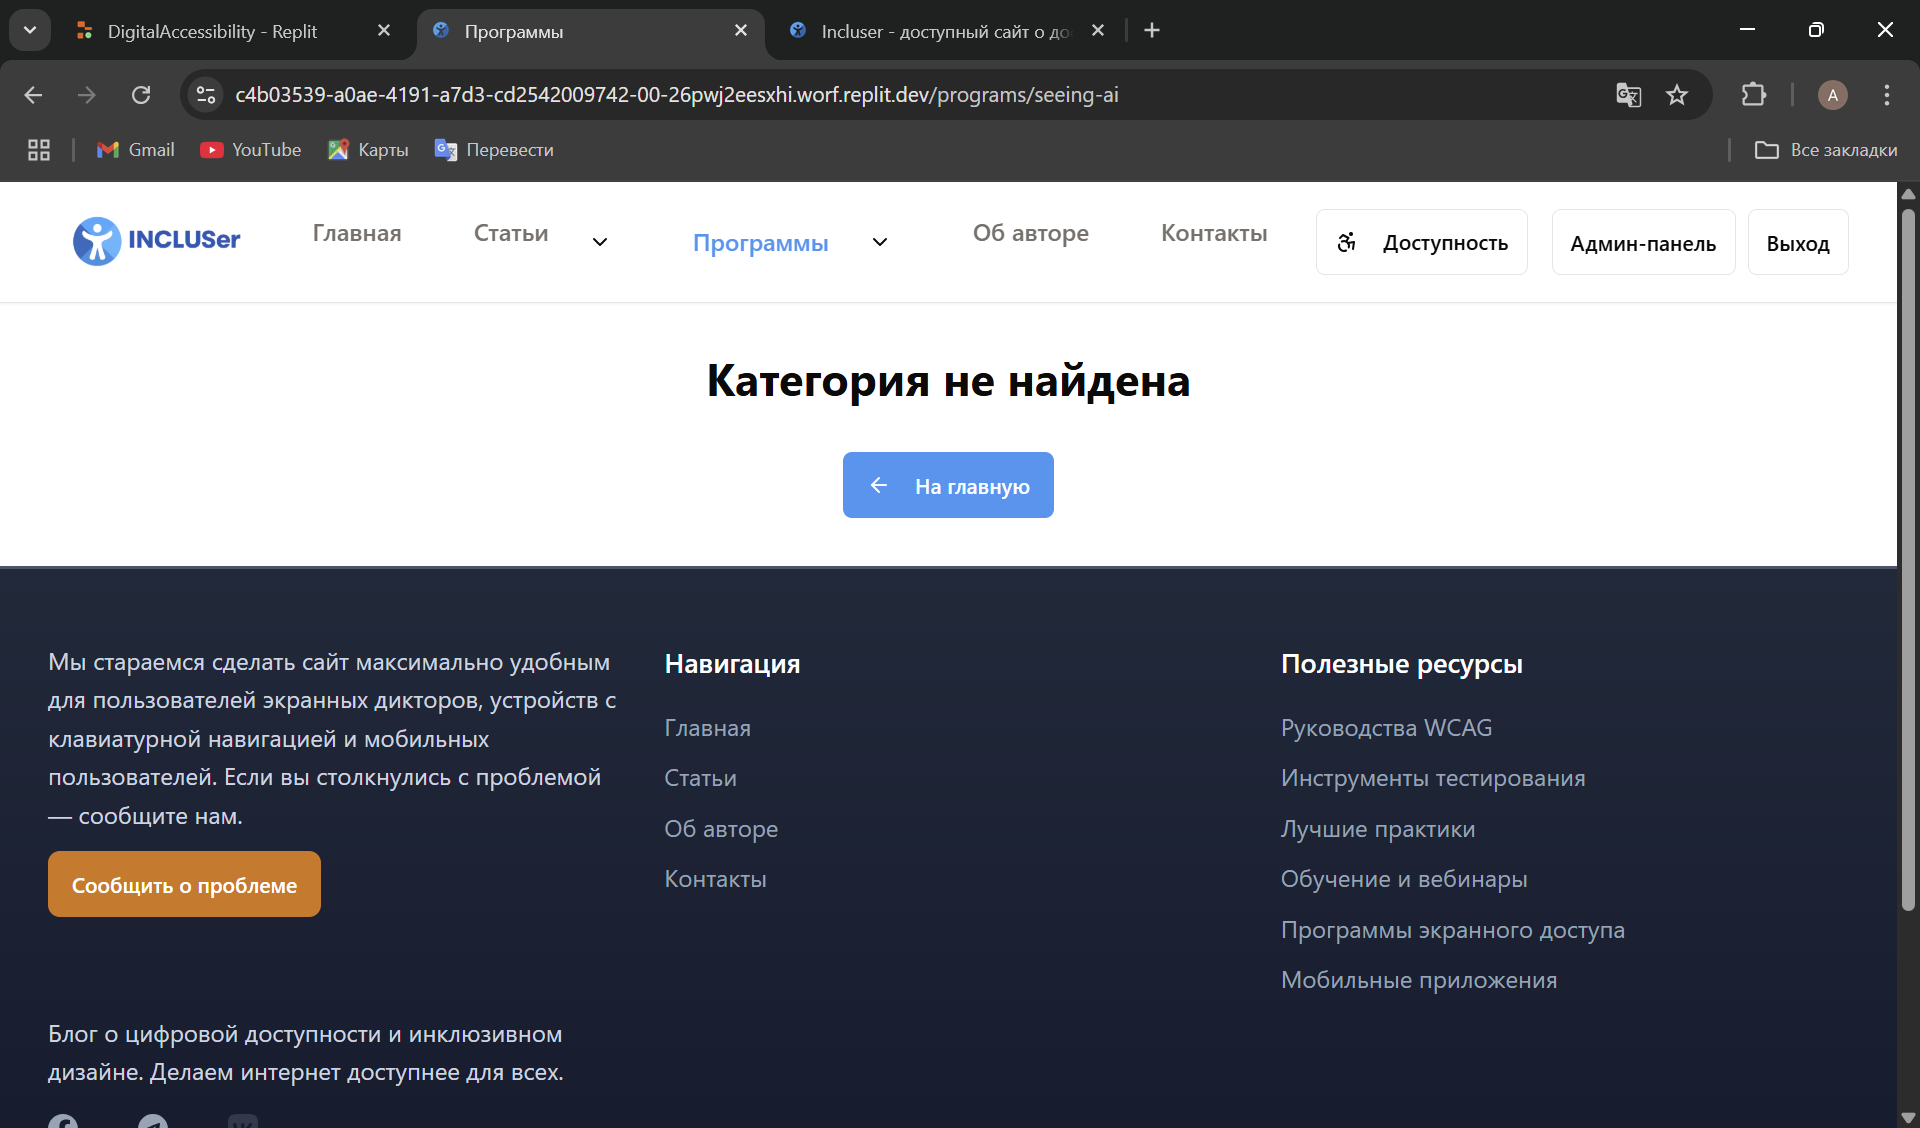 DigitalAccessibility - Replit
Программы
Incluser - доступный сайт о до
c4b03539-a0ae-4191-a7d3-cd2542009742-00-26pwj2eesxhi.worf.replit.dev/programs/seeing-ai
A
Gmail
YouTube
Карты
Перевести
Все закладки
INCLUSer
Главная
Статьи
Программы
Об авторе
Контакты
Доступность
Админ-панель
Выход
Категория не найдена
На главную
Мы стараемся сделать сайт максимально удобным
для пользователей экранных дикторов, устройств с
клавиатурной навигацией и мобильных
пользователей. Если вы столкнулись с проблемой
— сообщите нам.
Сообщить о проблеме
Блог о цифровой доступности и инклюзивном
дизайне. Делаем интернет доступнее для всех.
Навигация
Главная
Статьи
Об авторе
Контакты
Полезные ресурсы
Руководства WCAG
Инструменты тестирования
Лучшие практики
Обучение и вебинары
Программы экранного доступа
Мобильные приложения